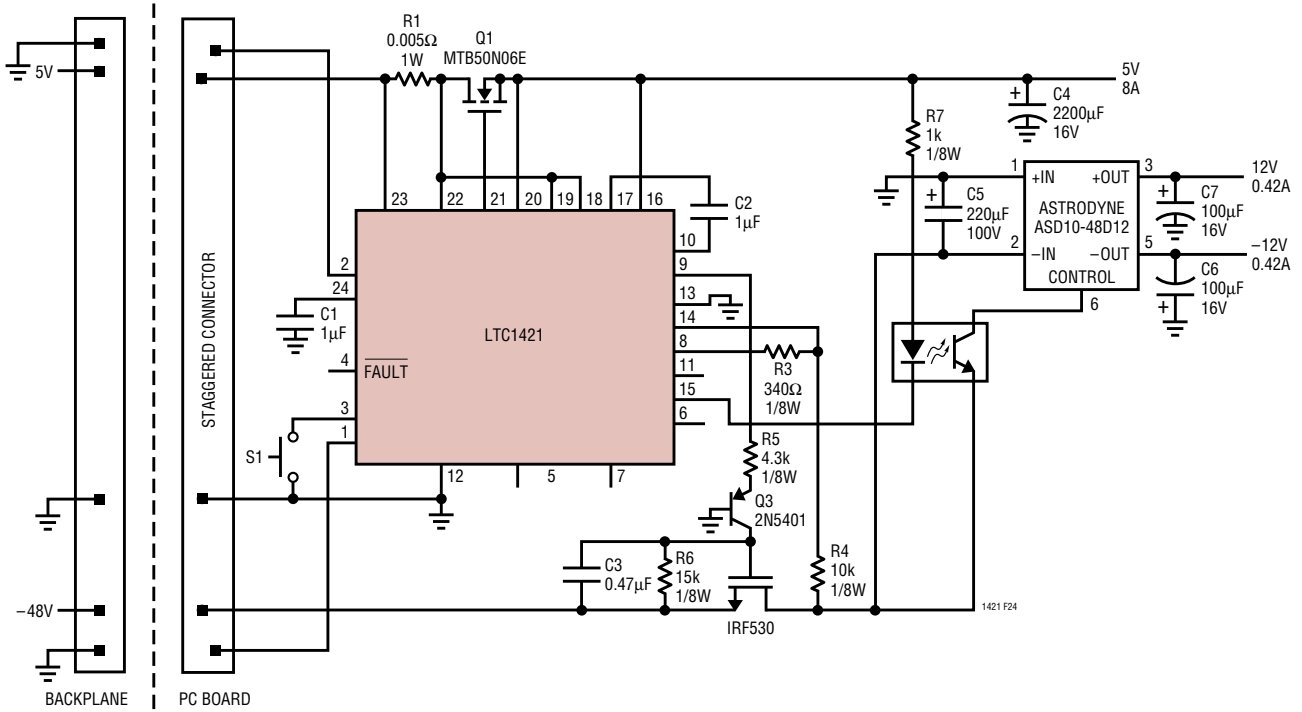 R1
0.005Ω
1W
Q1
MTB50N06E
5V
5V
8A
C4
2200µF
16V
+
R7
1k
1/8W
23
22
21
20
19
18
17
16
C2
1µF
10
9
13
14
8
11
15
6
2
24
C1
1µF
4
FAULT
3
1
S1
LTC1421
12
5
7
R3
340Ω
1/8W
R5
4.3k
1/8W
Q3
2N5401
C3
0.47µF
R6
15k
1/8W
R4
10k
1/8W
IRF530
+
C5
220µF
100V
1
+IN
2
–IN
ASTRODYNE
ASD10-48D12
CONTROL
+OUT
3
–OUT
5
6
12V
0.42A
+
C7
100µF
16V
–12V
0.42A
C6
100µF
16V
+
STAGGERED CONNECTOR
–48V
BACKPLANE
PC BOARD
1421 F24